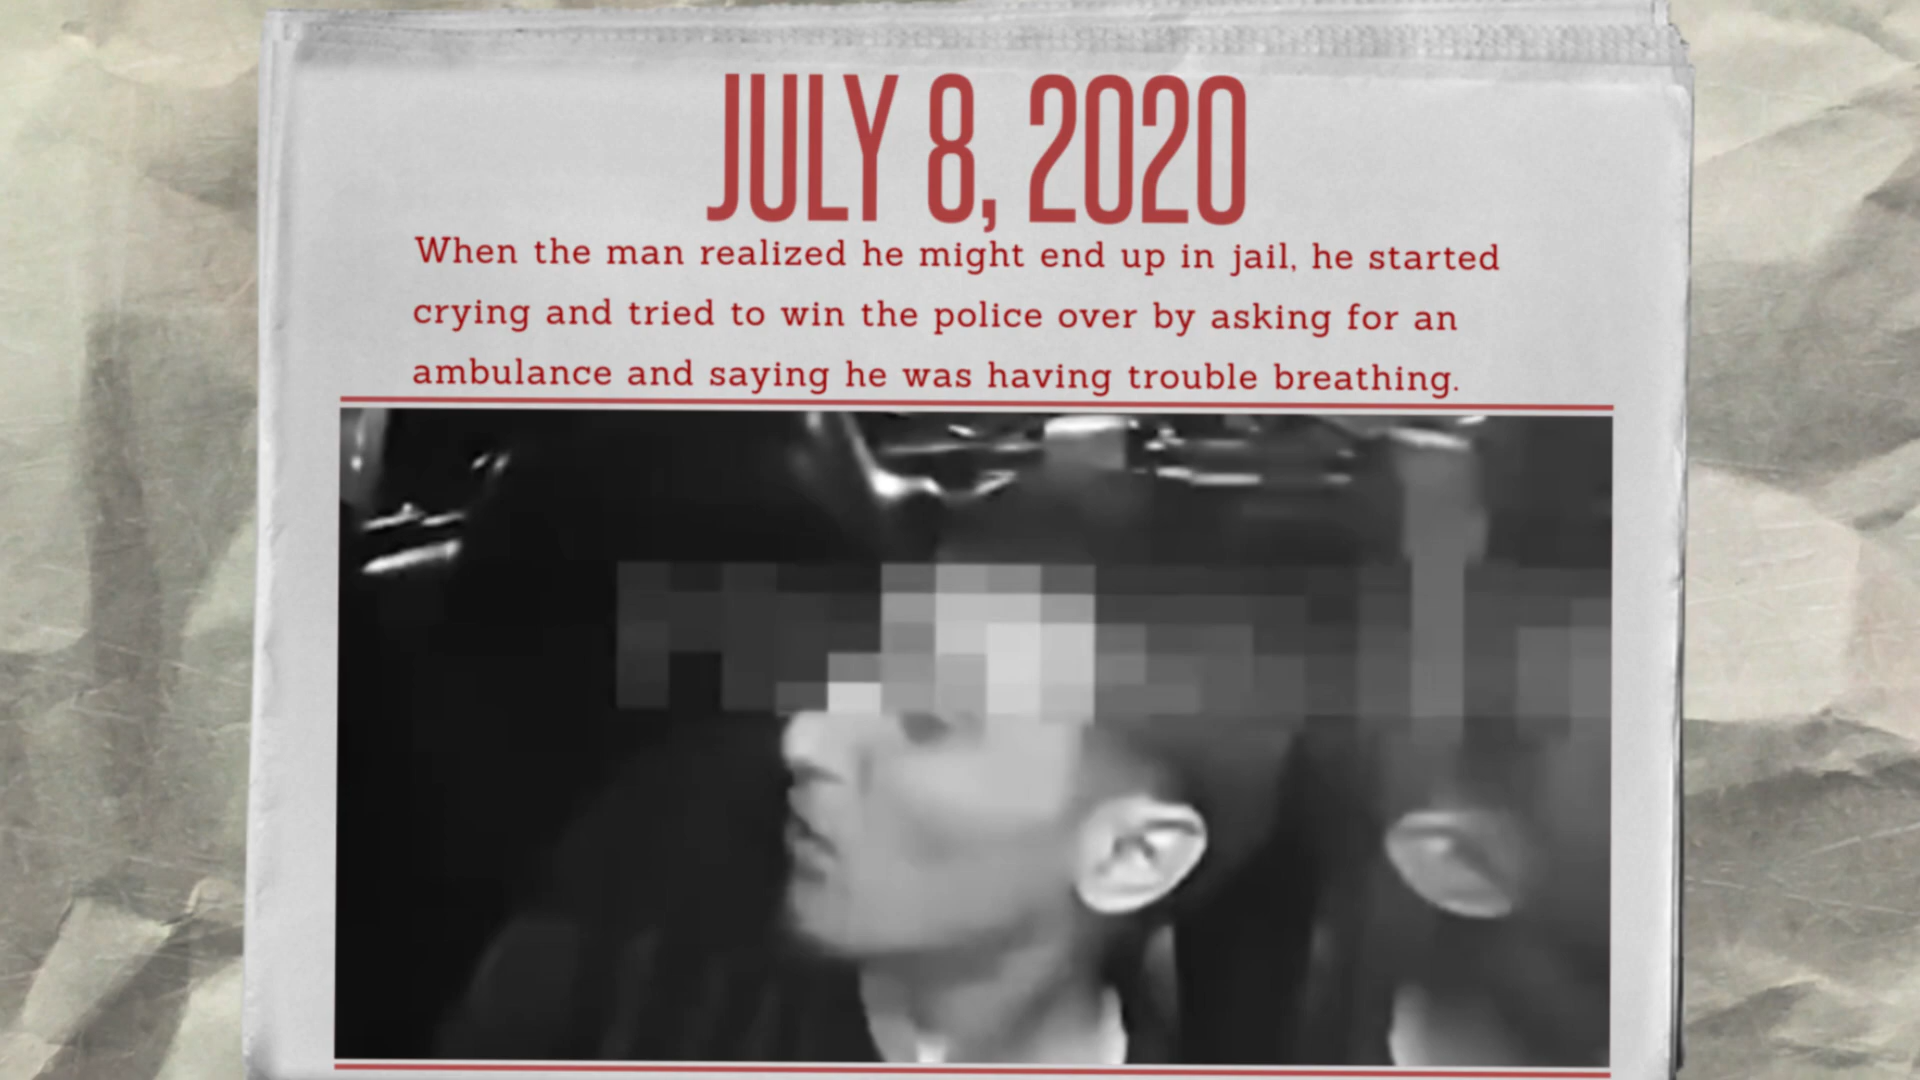 JULY 8, 2020
When the man realized he might end up in jail, he started
crying and tried to win the police over by asking for an
ambulance and saying he was having trouble breathing.